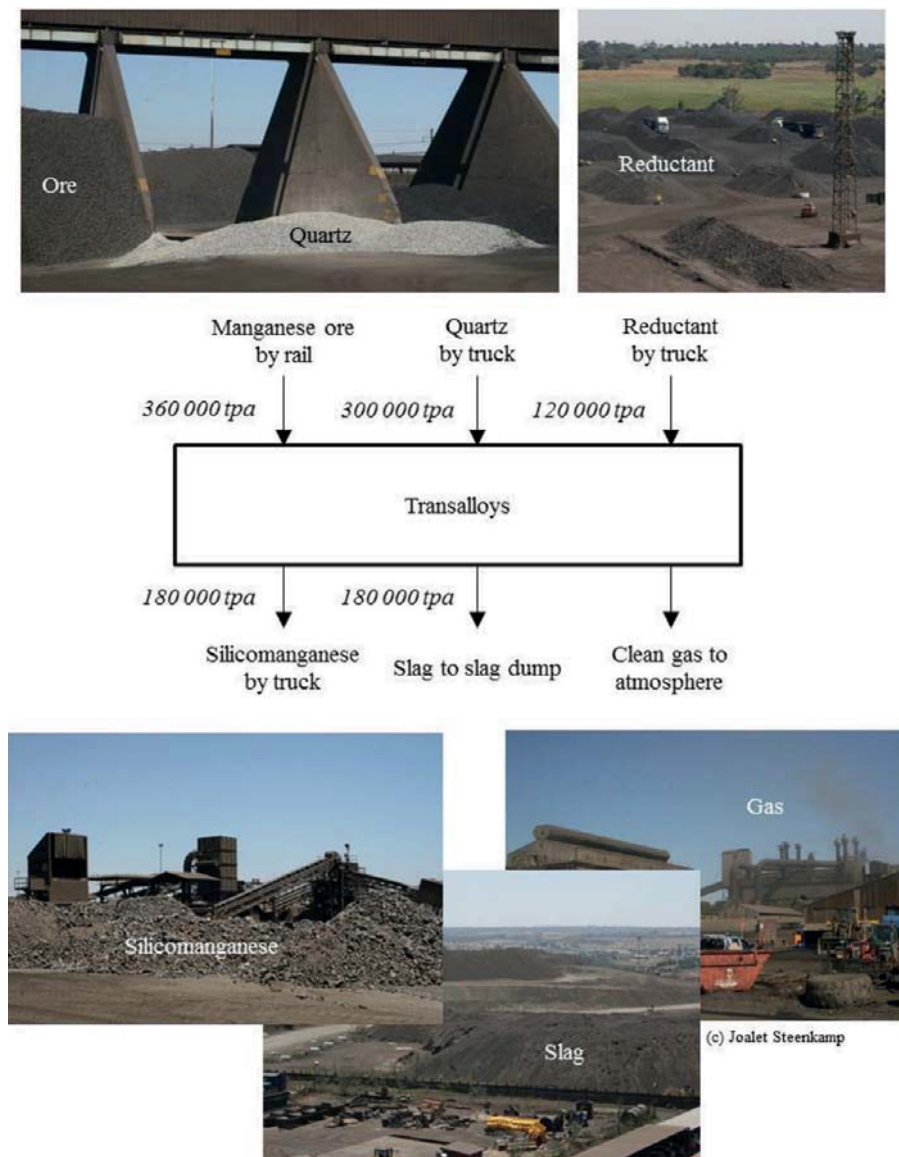 Ore
Quartz
Reductant
Manganese ore
by rail
Quartz
by truck
Reductant
by truck
360 000 tpa
300 000 tpa
120 000 tpa
Transalloys
180 000 tpa
180 000 tpa
Silicomanganese
by truck
Slag to slag dump
Clean gas to
atmosphere
Gas
Silicomanganese
Slag
(c) Joalet Steenkamp